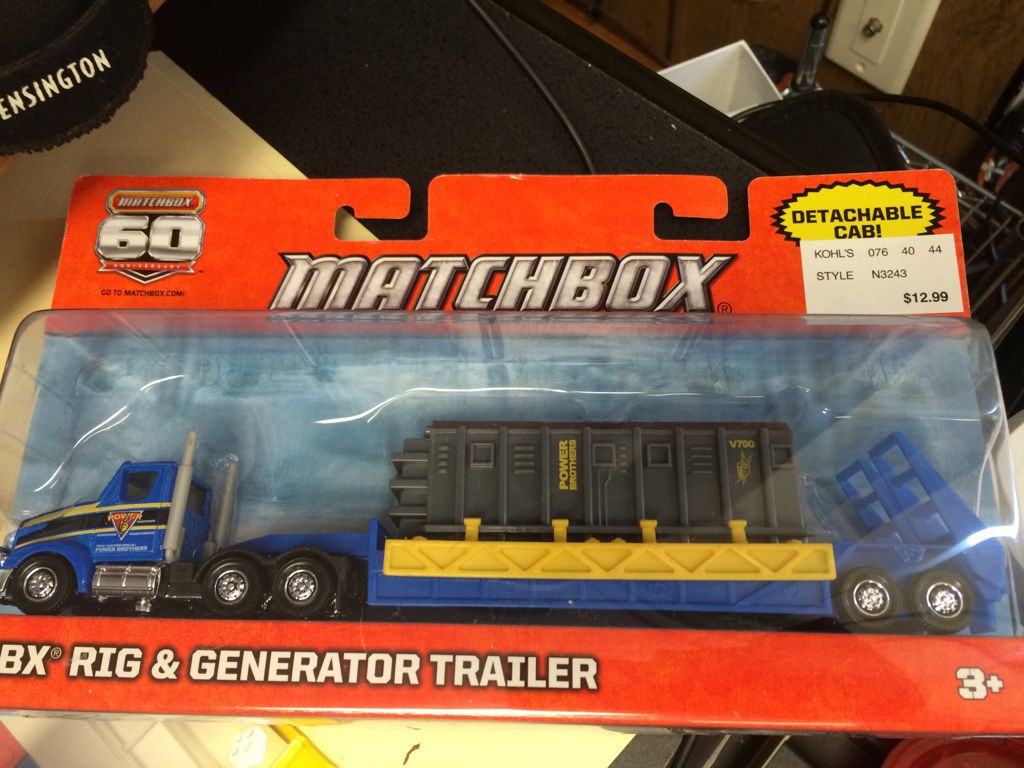 ENSINGTON
MATCHBOX
60
ANNIVERSARY
GO TO MATCHBOX.COM!
MATCHBOX®
DETACHABLE
CAB!
KOHL'S 076 40 44
STYLE N3243
$12.99
POWER
BROTHERS
V700
POWER
POWER BROTHERS
BX® RIG & GENERATOR TRAILER
3+